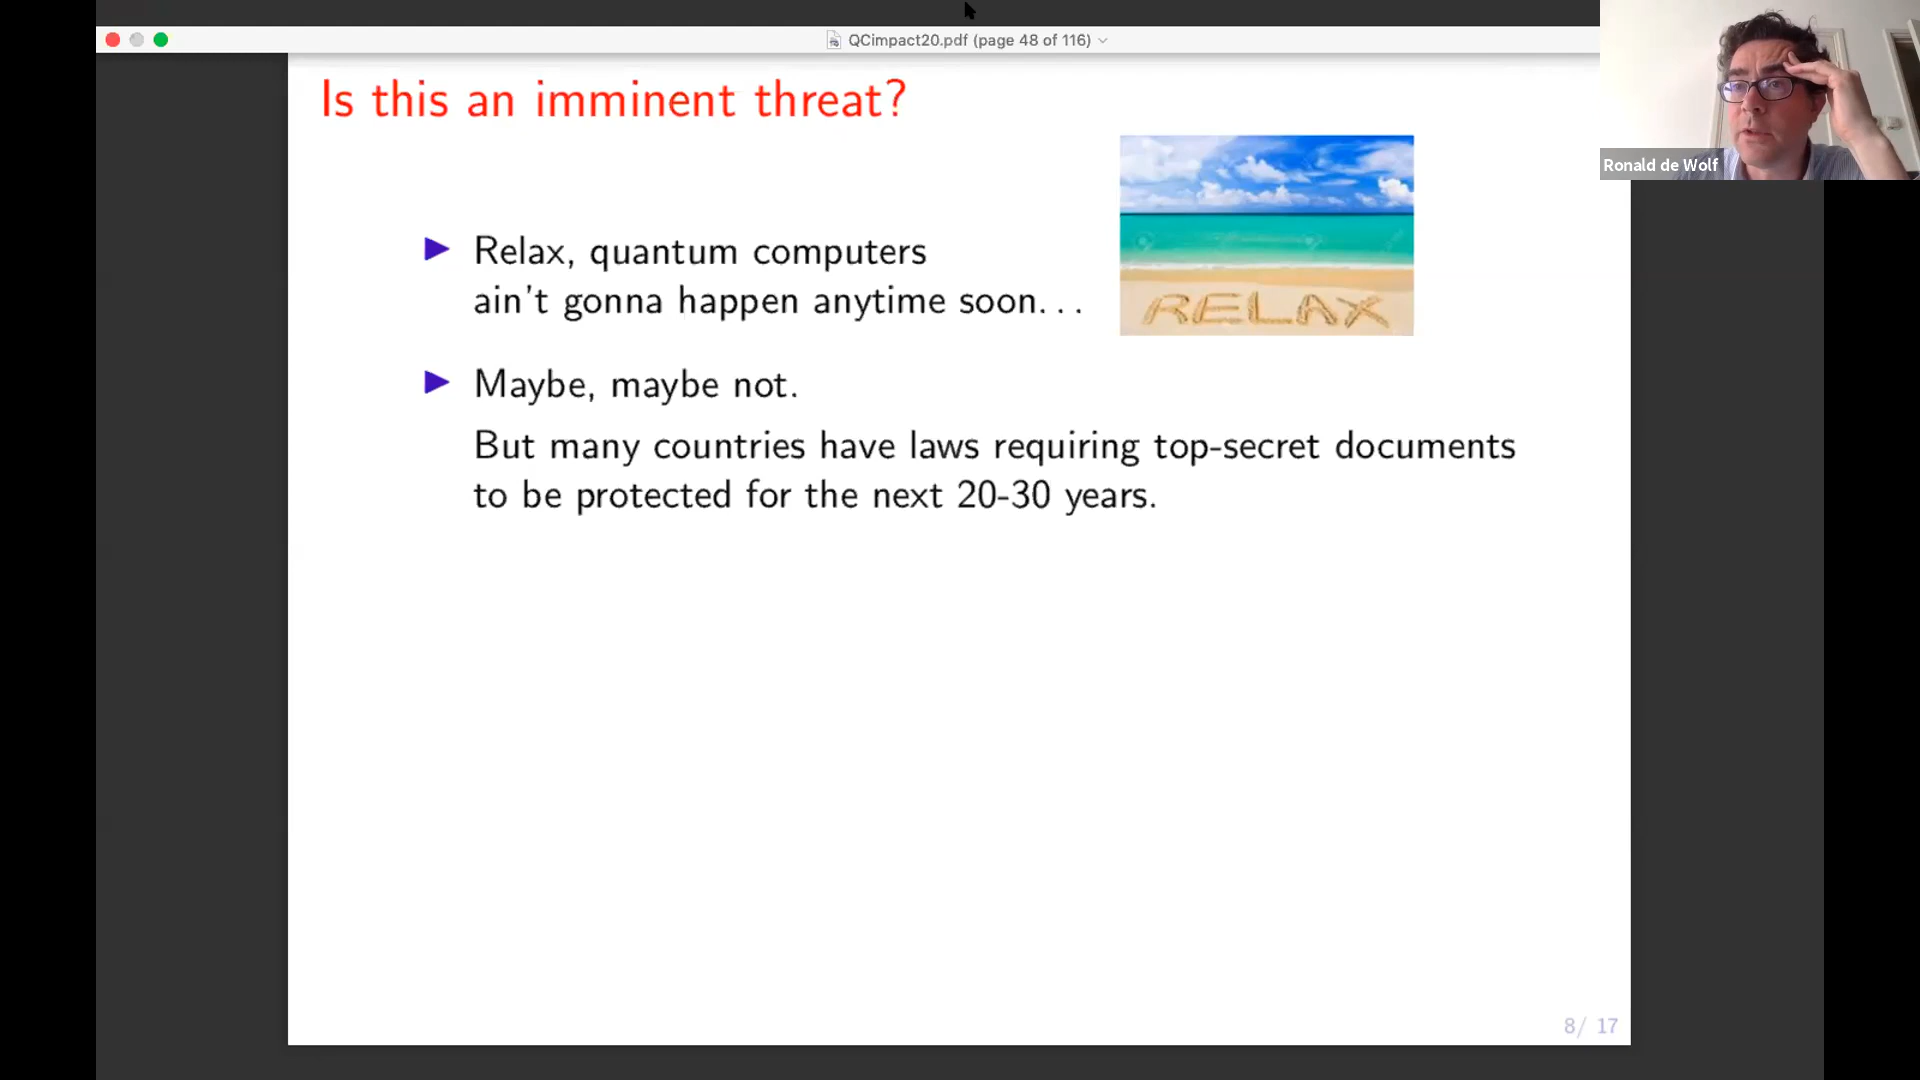 QCimpact20.pdf (page 48 of 116)
Is this an imminent threat?
Relax, quantum computers
ain't gonna happen anytime soon...
RELAX
Maybe, maybe not.
But many countries have laws requiring top-secret documents
to be protected for the next 20-30 years.
Ronald de Wolf
8/ 17